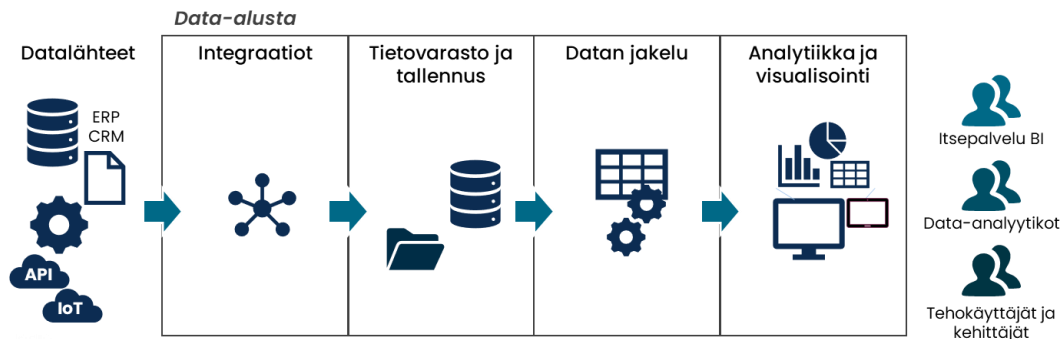 Data-alusta
Datalähteet
Integraatiot
Tietovarasto ja
tallennus
Datan jakelu
Analytiikka ja
visualisointi
ERP
CRM
API
IoT
Itsepalvelu BI
Data-analyytikot
Tehokäyttäjät ja
kehittäjät